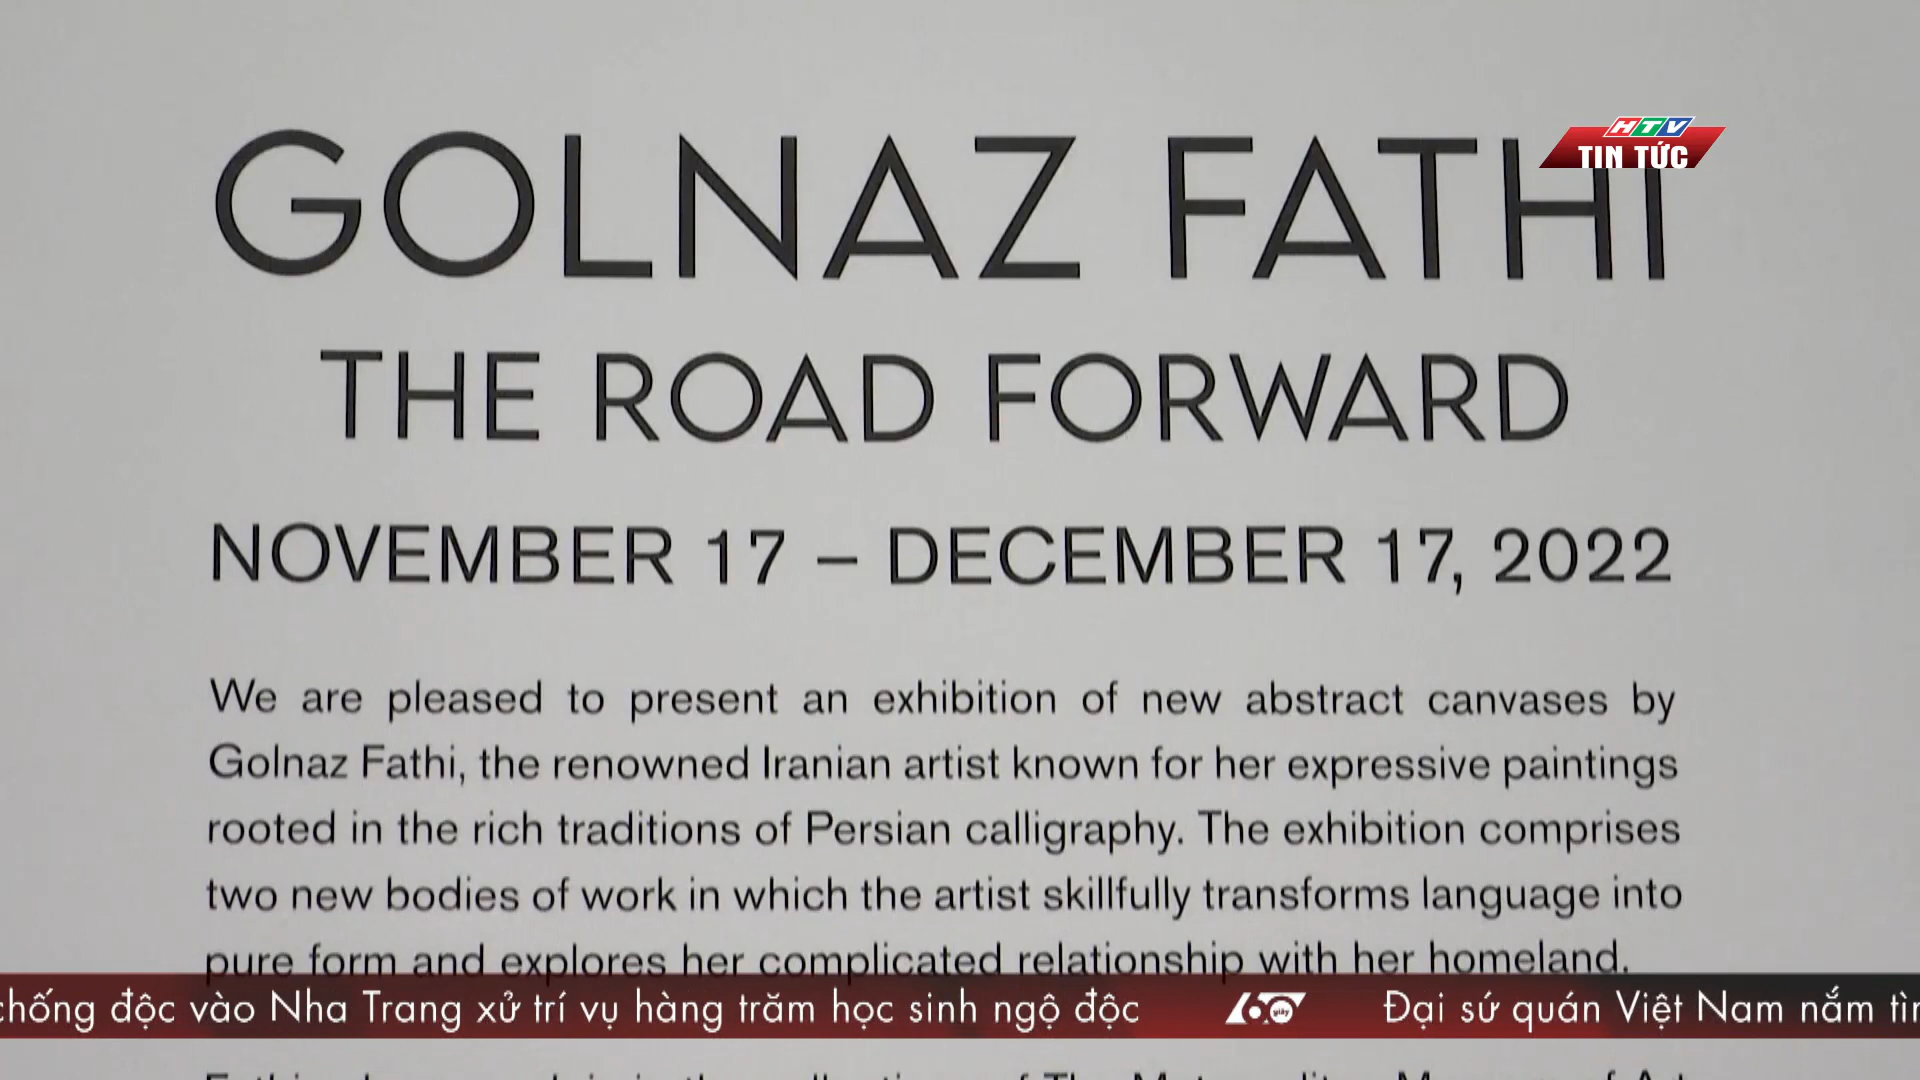 GOLNAZ FATHI
HTV
TIN TỨC
THE ROAD FORWARD
NOVEMBER 17 – DECEMBER 17, 2022
We are pleased to present an exhibition of new abstract canvases by
Golnaz Fathi, the renowned Iranian artist known for her expressive paintings
rooted in the rich traditions of Persian calligraphy. The exhibition comprises
two new bodies of work in which the artist skillfully transforms language into
pure form and explores her complicated relationship with her homeland.
chống độc vào Nha Trang xử trí vụ hàng trăm học sinh ngộ độc 60 giây Đại sứ quán Việt Nam nắm